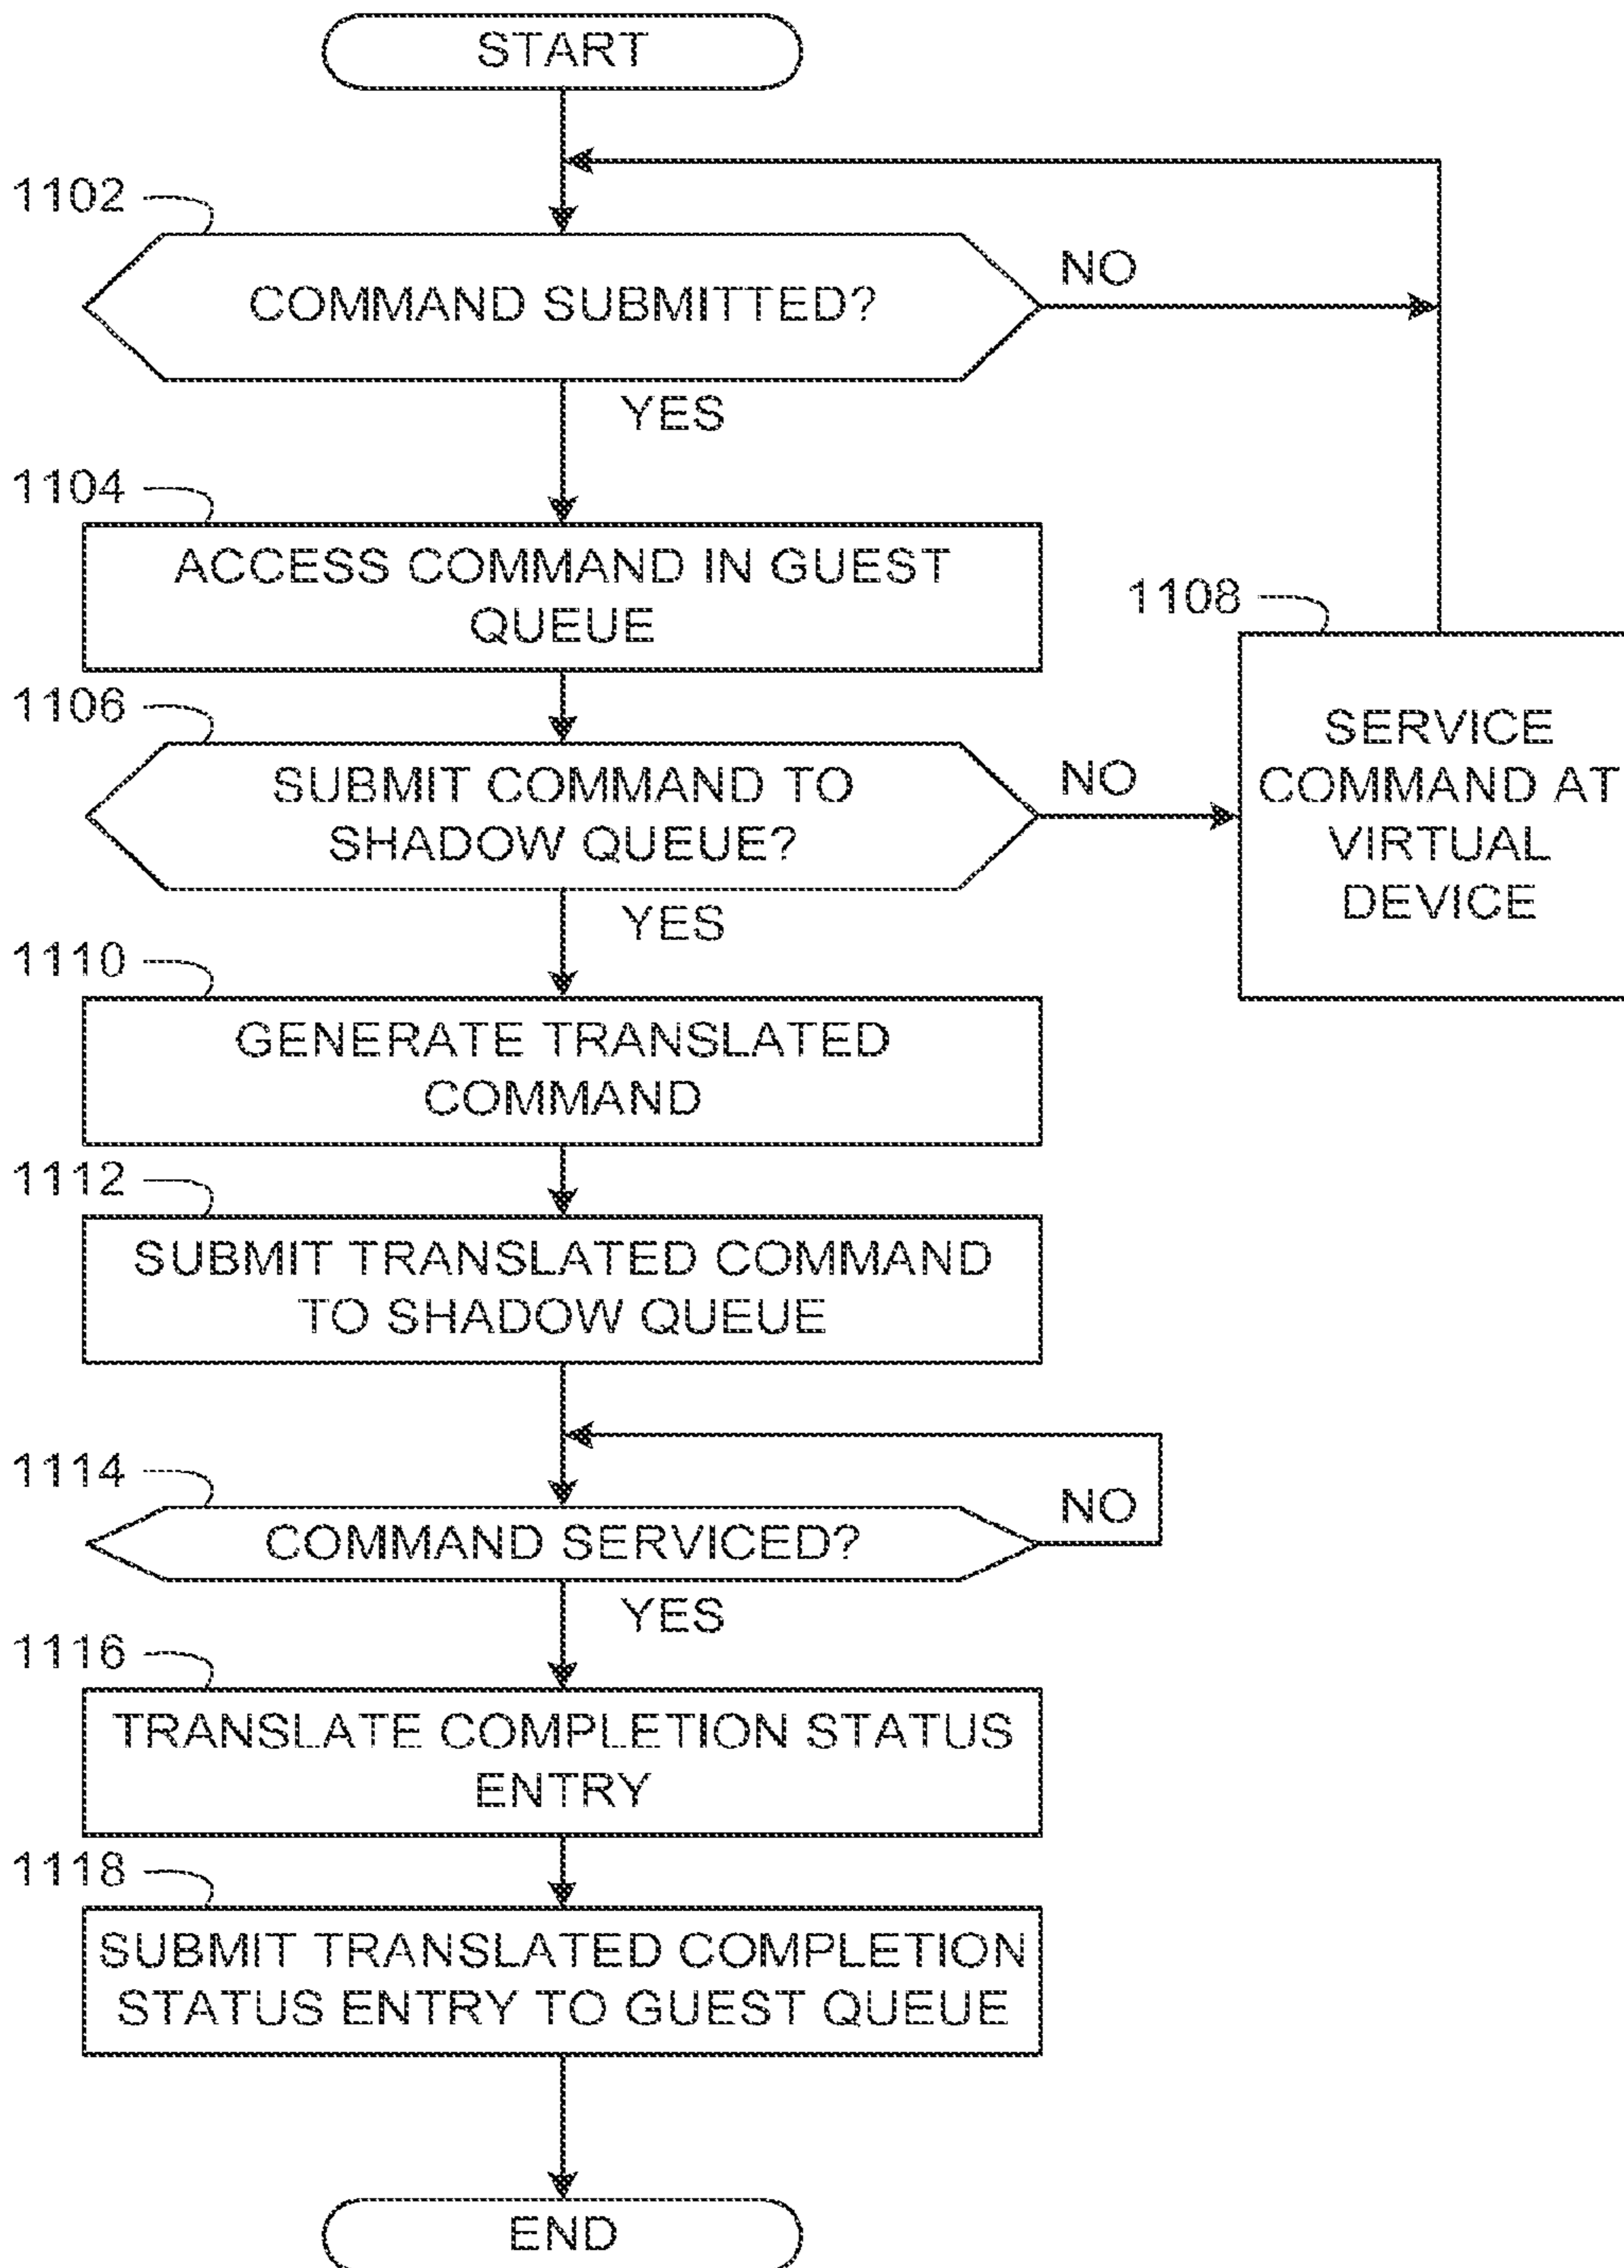 START
1102
COMMAND SUBMITTED?
NO
YES
1104
ACCESS COMMAND IN GUEST
QUEUE
1106
SUBMIT COMMAND TO
SHADOW QUEUE?
NO
YES
1108
SERVICE
COMMAND AT
VIRTUAL
DEVICE
1110
GENERATE TRANSLATED
COMMAND
1112
SUBMIT TRANSLATED COMMAND
TO SHADOW QUEUE
1114
COMMAND SERVICED?
NO
YES
1116
TRANSLATE COMPLETION STATUS
ENTRY
1118
SUBMIT TRANSLATED COMPLETION
STATUS ENTRY TO GUEST QUEUE
END